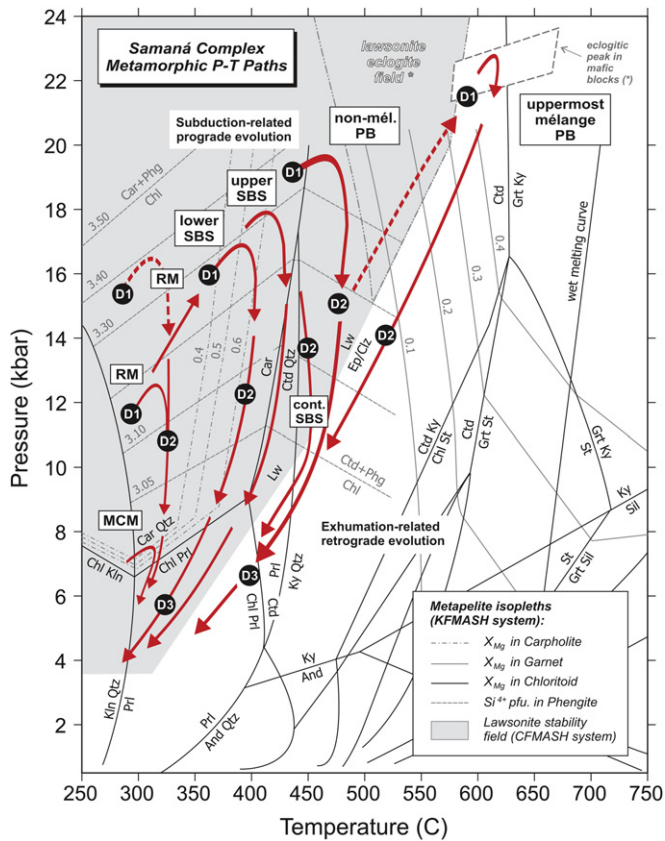 Samaná Complex
Metamorphic P-T Paths
lawsonite
eclogite
field *
eclogitic
peak in
mafic
blocks (*)
Subduction-related
prograde evolution
non-mél.
PB
uppermost
mélange
PB
D1
D1
Car+Phg
Chl
3.50
upper
SBS
lower
SBS
Ctd
Grt Ky
wet melting curve
3.40
RM
D1
D1
3.30
0.4
0.5
0.6
0.4
0.3
0.2
0.1
D2
D2
D2
Lw
Ep/Clz
Car
Ctd Qtz
RM
D1
D2
D2
cont.
SBS
3.10
3.05
Lw
Ctd+Phg
Chl
Ctd Ky
Chl St
Ctd
Grt St
Grt Ky
St
Ky
Sil
St
Grt Sil
MCM
Car Qtz
Chl Prl
Chl Kln
Exhumation-related
retrograde evolution
D3
D3
Prl
Ky Qtz
Ctd
Chl Prl
Kln Qtz
Prl
Ky
And
Prl
And Qtz
Metapelite isopleths
(KFMASH system):
XMg in Carpholite
XMg in Garnet
XMg in Chloritoid
Si4+ pfu. in Phengite
Lawsonite stability
field (CFMASH system)
24
22
20
18
16
14
12
10
8
6
4
2
Pressure (kbar)
250 300 350 400 450 500 550 600 650 700 750
Temperature (C)